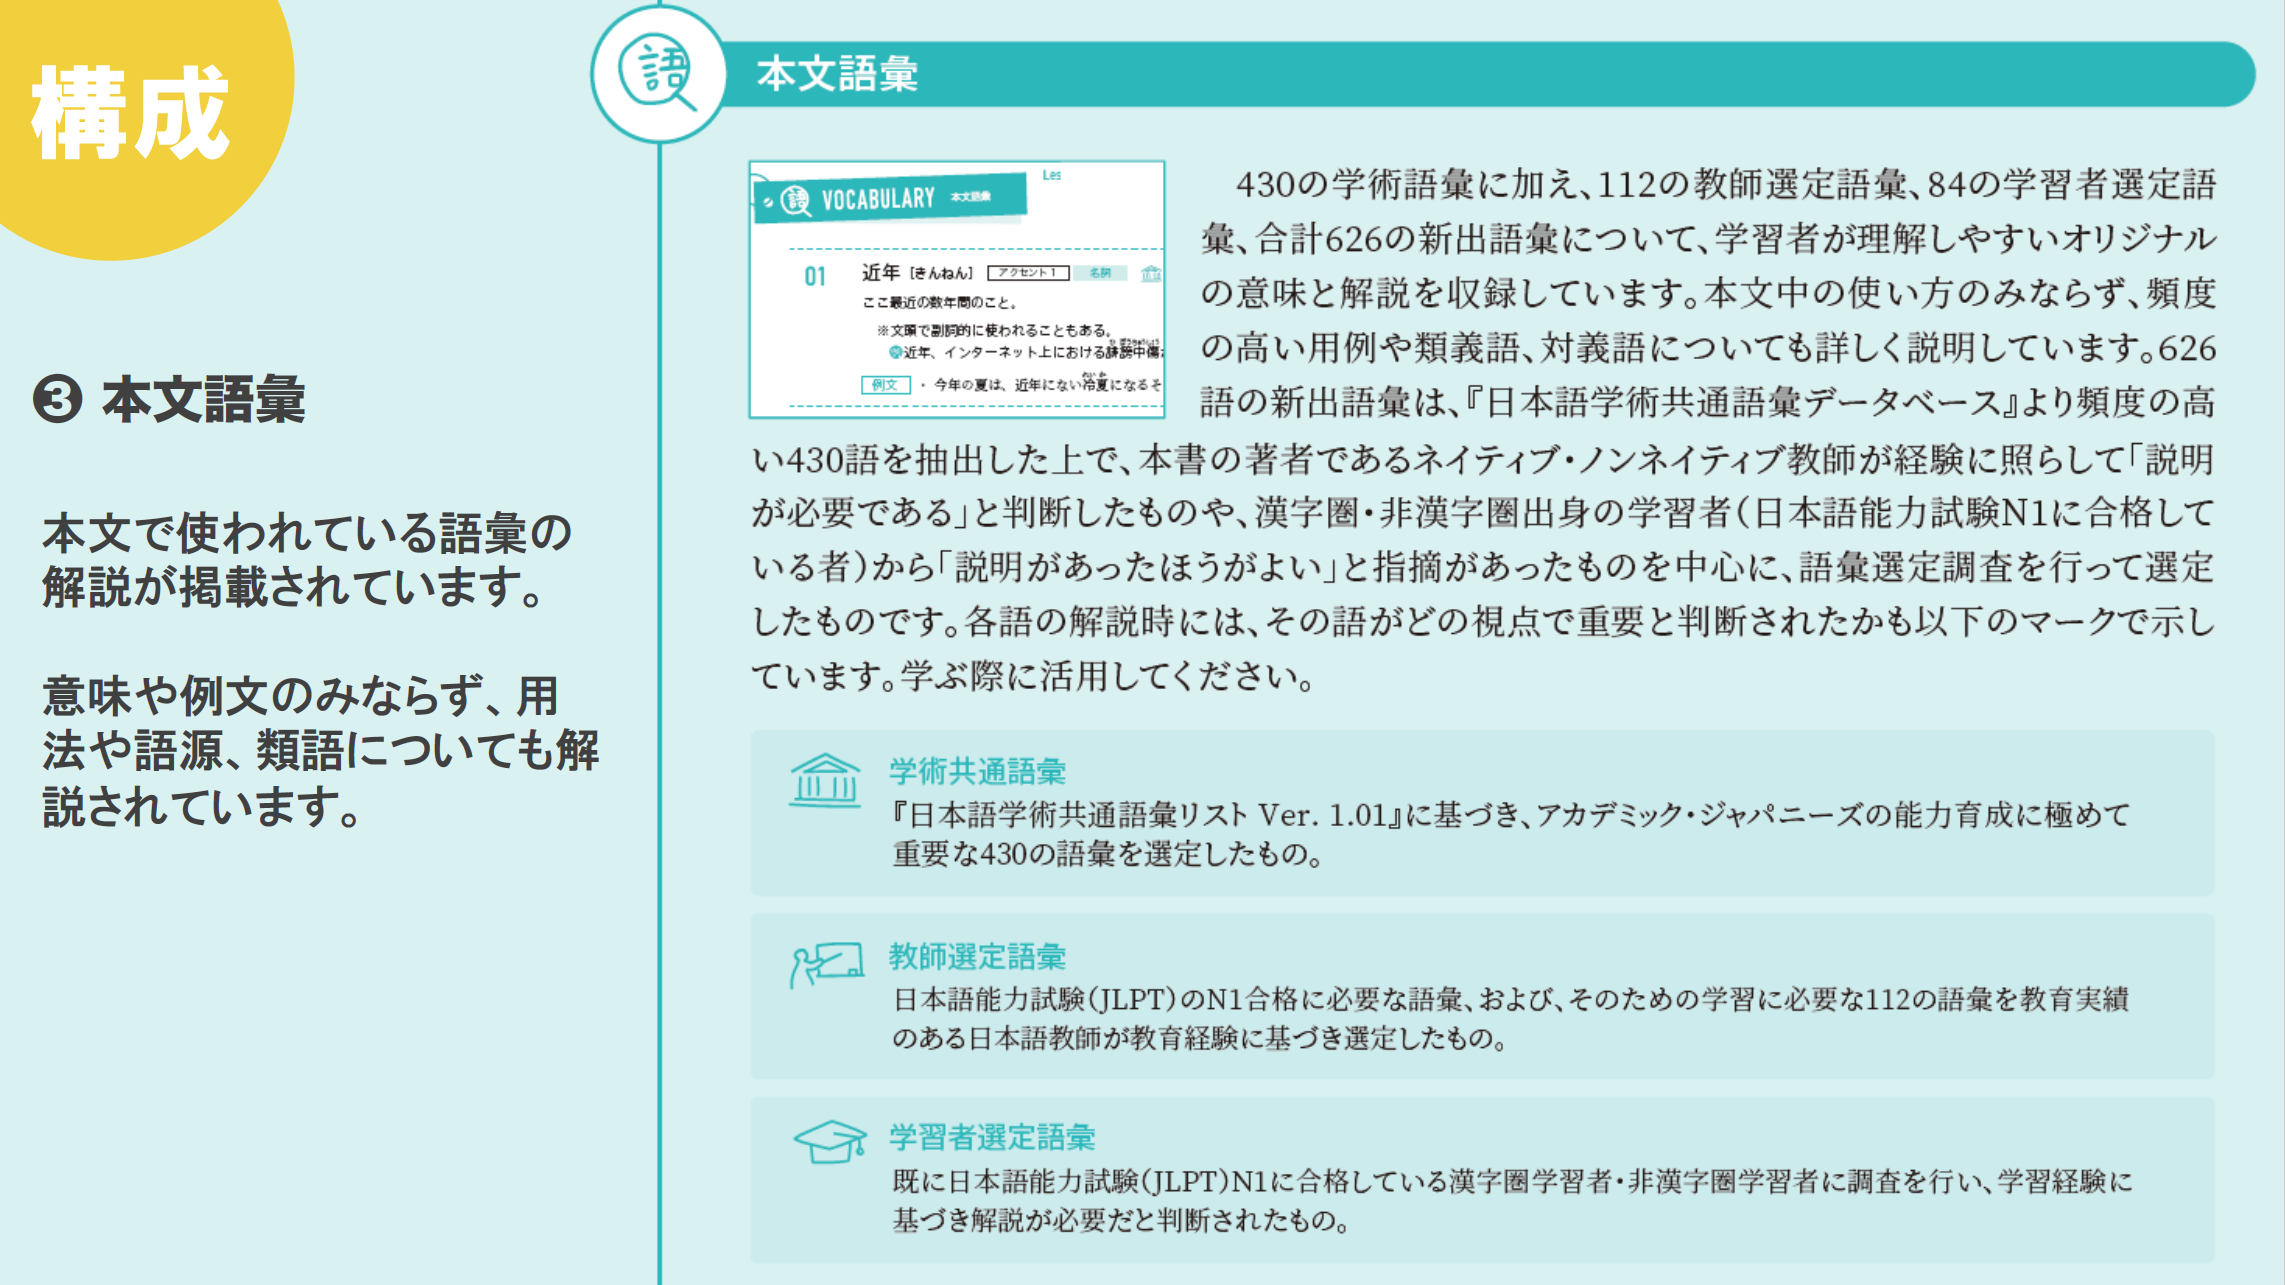 構成
❸ 本文語彙
本文で使われている語彙の
解説が掲載されています。
意味や例文のみならず、用
法や語源、類語についても解
説されています。
語
本文語彙
Les
語 VOCABULARY 本文語彙
01 近年［きんねん］ アクセント1 名詞
ここ最近の数年間のこと。
※文頭で副詞的に使われることもある。
近年、インターネット上における誹謗中傷
例文 ・今年の夏は、近年にない冷夏になるそ
430の学術語彙に加え、112の教師選定語彙、84の学習者選定語
彙、合計626の新出語彙について、学習者が理解しやすいオリジナル
の意味と解説を収録しています。本文中の使い方のみならず、頻度
の高い用例や類義語、対義語についても詳しく説明しています。626
語の新出語彙は、『日本語学術共通語彙データベース』より頻度の高
い430語を抽出した上で、本書の著者であるネイティブ・ノンネイティブ教師が経験に照らして「説明
が必要である」と判断したものや、漢字圏・非漢字圏出身の学習者（日本語能力試験N1に合格して
いる者）から「説明があったほうがよい」と指摘があったものを中心に、語彙選定調査を行って選定
したものです。各語の解説時には、その語がどの視点で重要と判断されたかも以下のマークで示し
ています。学ぶ際に活用してください。
学術共通語彙
『日本語学術共通語彙リスト Ver. 1.01』に基づき、アカデミック・ジャパニーズの能力育成に極めて
重要な430の語彙を選定したもの。
教師選定語彙
日本語能力試験（JLPT）のN1合格に必要な語彙、および、そのための学習に必要な112の語彙を教育実績
のある日本語教師が教育経験に基づき選定したもの。
学習者選定語彙
既に日本語能力試験（JLPT）N1に合格している漢字圏学習者・非漢字圏学習者に調査を行い、学習経験に
基づき解説が必要だと判断されたもの。